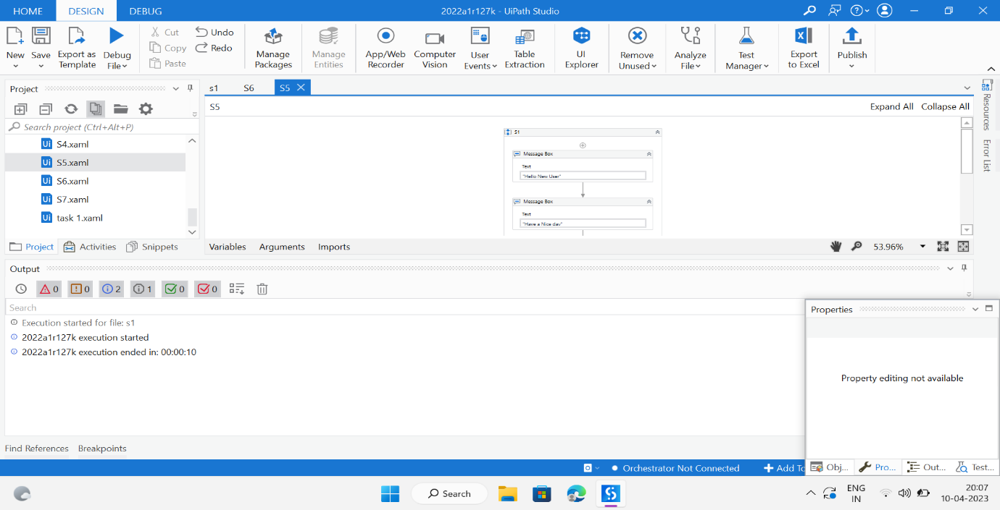 HOME DESIGN DEBUG 2022a1r127k - UiPath Studio
New Save Export as Template Debug File Cut Copy Paste Undo Redo Manage Packages Manage Entities App/Web Recorder Computer Vision User Events Table Extraction UI Explorer Remove Unused Analyze File Test Manager Export to Excel Publish
Project
s1 S6 S5
S5 Expand All Collapse All
Search project (Ctrl+Alt+P)
S4.xaml
S5.xaml
S6.xaml
S7.xaml
task 1.xaml
S1
Message Box
Text
"Hello New User"
Message Box
Text
"Have a Nice day"
Resources
Error List
Project Activities Snippets
Variables Arguments Imports 53.96%
Output
0 0 2 1 0 0
Search
Execution started for file: s1
2022a1r127k execution started
2022a1r127k execution ended in: 00:00:10
Properties
Property editing not available
Find References Breakpoints
Orchestrator Not Connected Add To
Obj... Pro... Out... Test...
Search
ENG
IN
20:07
10-04-2023